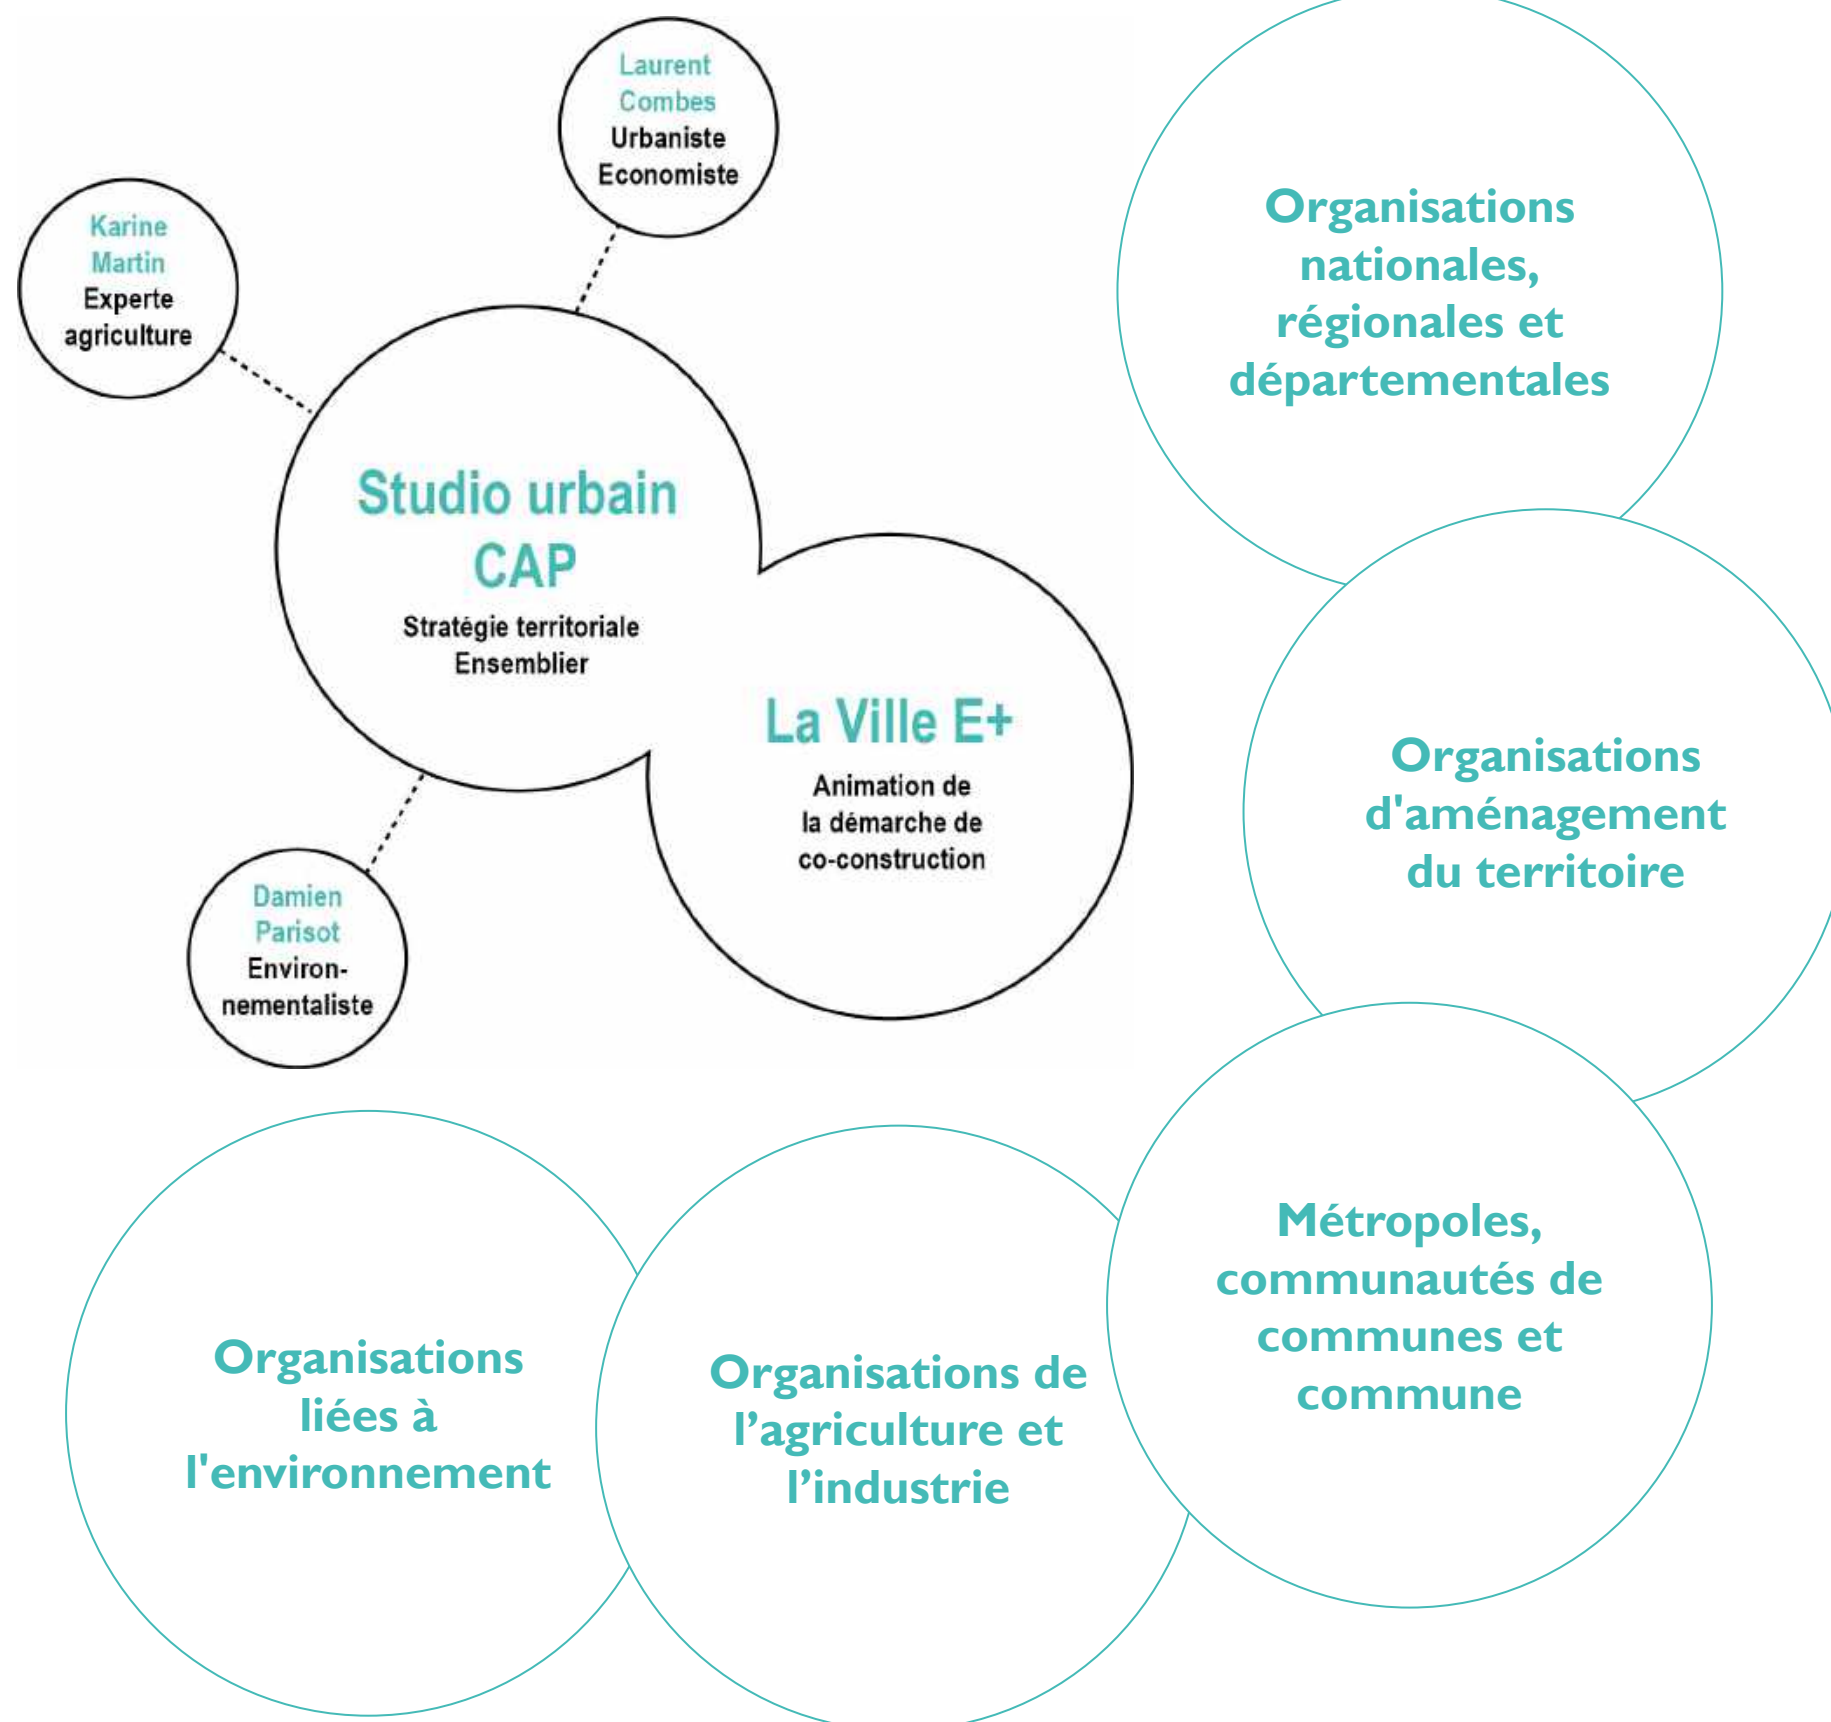 Laurent
Combes
Urbaniste
Economiste
Karine
Martin
Experte
agriculture
Studio urbain
CAP
Stratégie territoriale
Ensemblier
La Ville E+
Animation de
la démarche de
co-construction
Damien
Parisot
Environ-
nementaliste
Organisations
nationales,
régionales et
départementales
Organisations
d'aménagement
du territoire
Métropoles,
communautés de
communes et
commune
Organisations de
l’agriculture et
l’industrie
Organisations
liées à
l'environnement